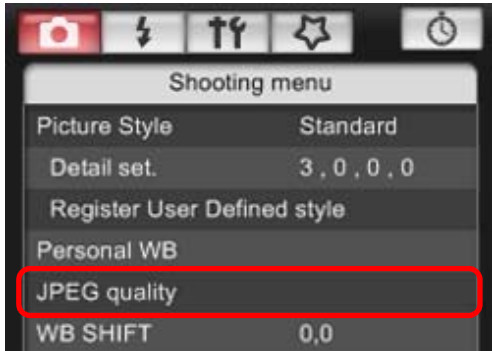 Shooting menu
Picture Style Standard
Detail set. 3 , 0 , 0 , 0
Register User Defined style
Personal WB
JPEG quality
WB SHIFT 0,0